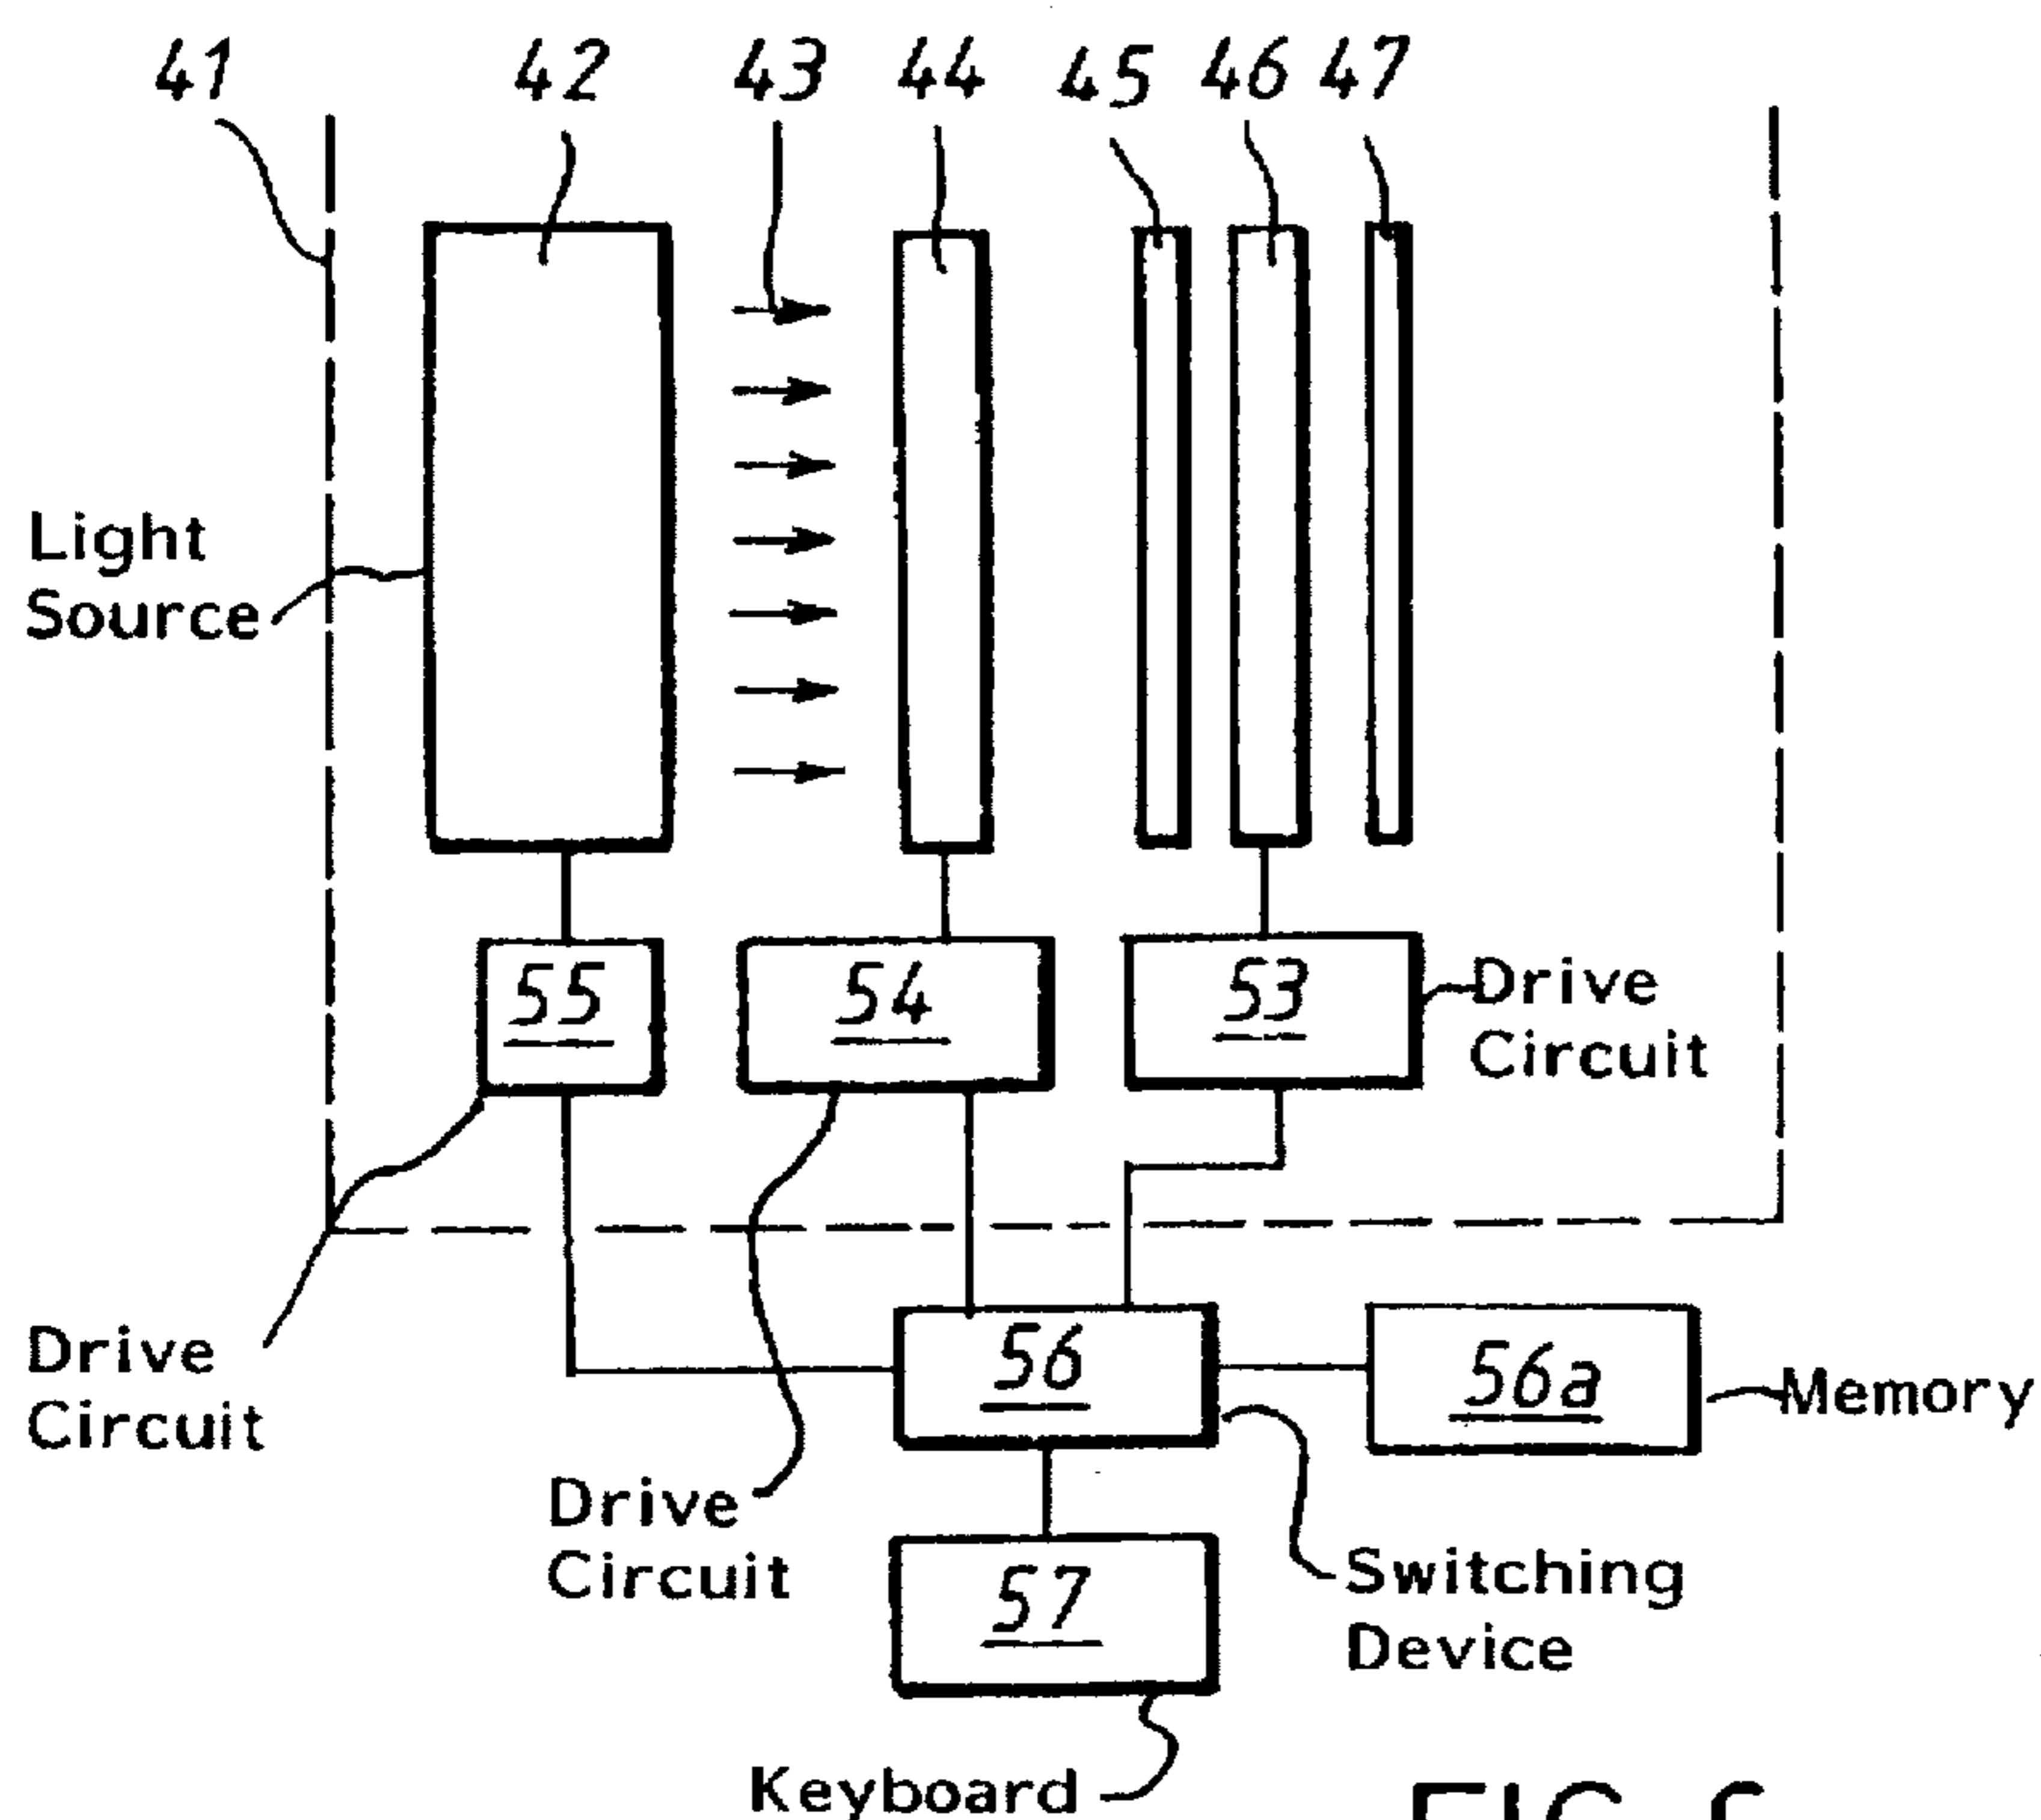 41 42 43 44 45 46 47
Light
Source
55 54 53
Drive
Circuit
Drive
Circuit
56 56a
Memory
Drive
Circuit
57
Switching
Device
Keyboard